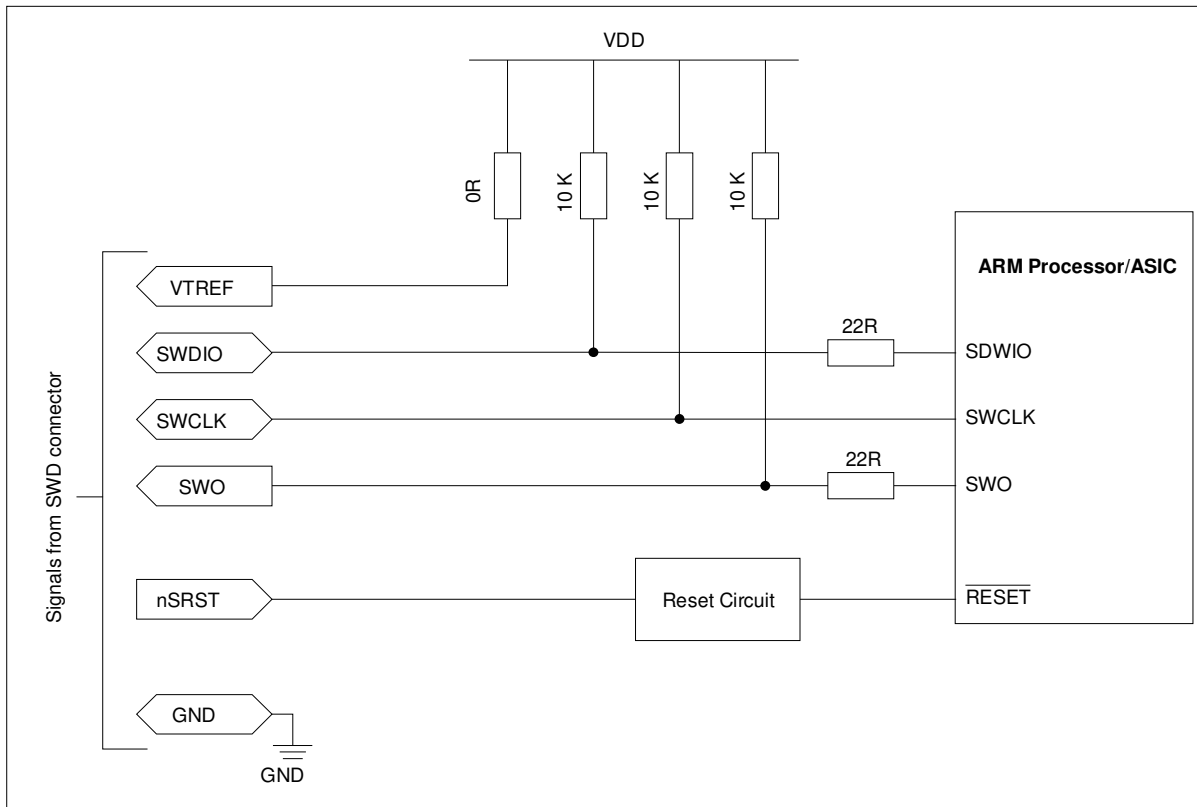 VDD
0R
10 K
10 K
10 K
ARM Processor/ASIC
Signals from SWD connector
VTREF
SWDIO
22R
SDWIO
SWCLK
SWCLK
SWO
22R
SWO
nSRST
Reset Circuit
RESET
GND
GND